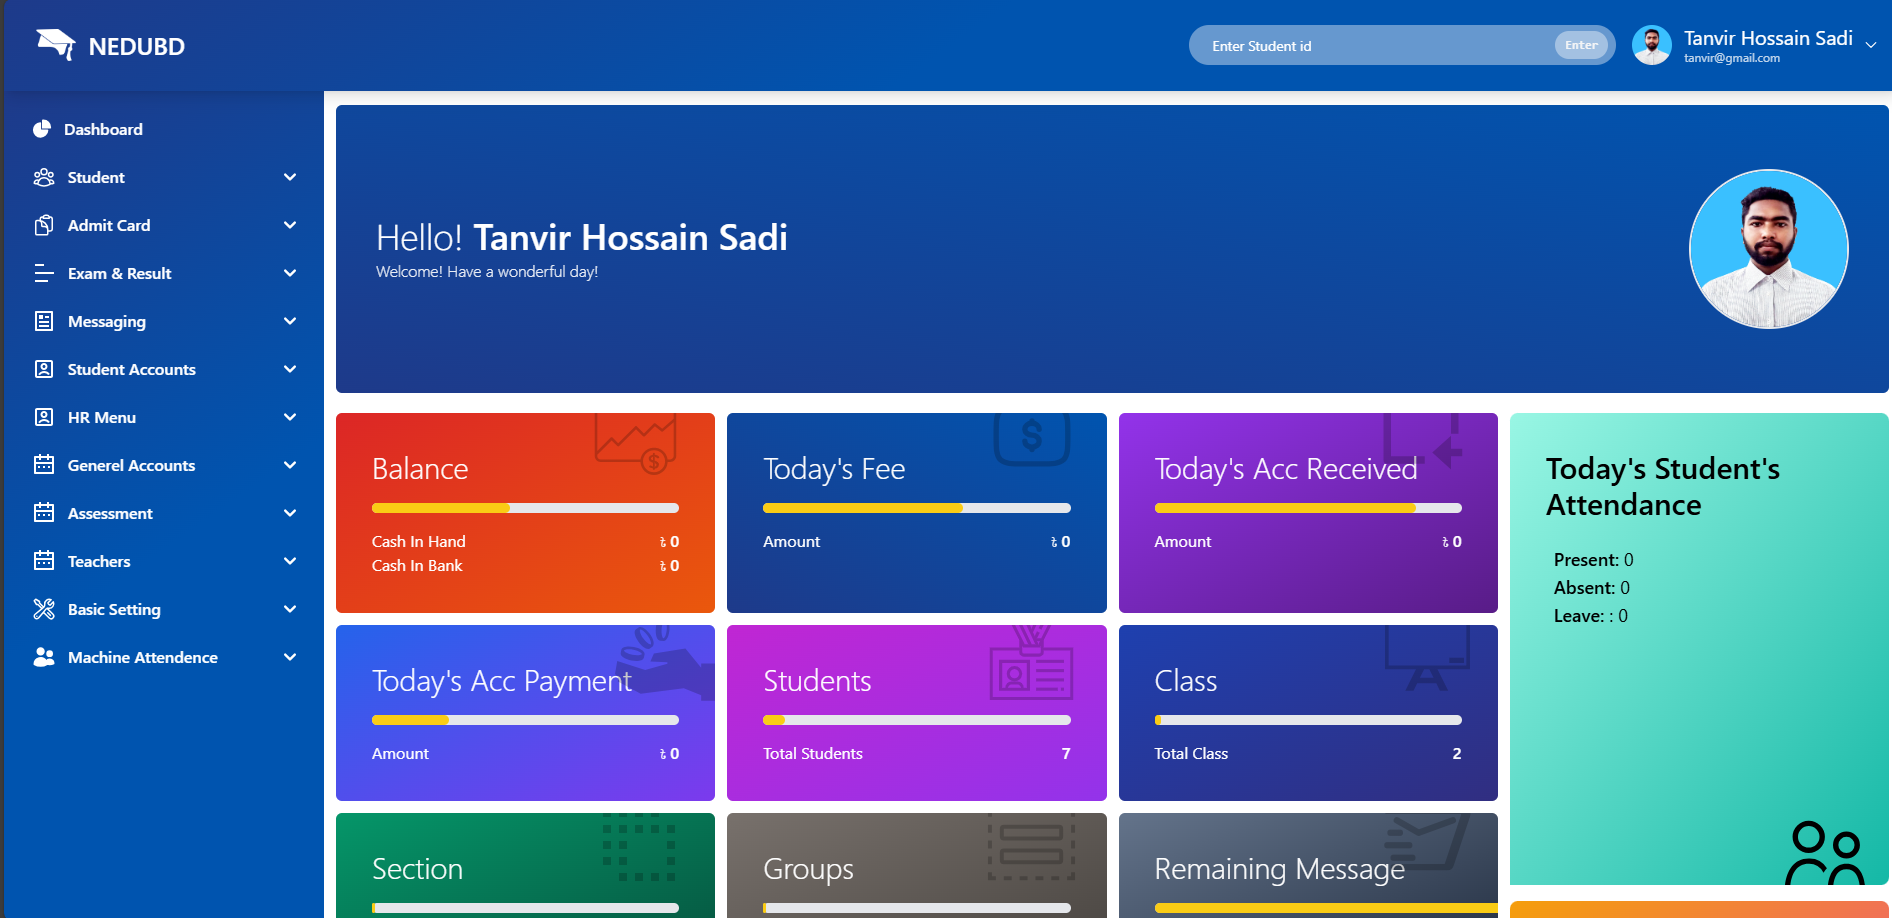 NEDUBD
Enter Student id
Enter
Tanvir Hossain Sadi
tanvir@gmail.com
Dashboard
Student
Admit Card
Exam & Result
Messaging
Student Accounts
HR Menu
Generel Accounts
Assessment
Teachers
Basic Setting
Machine Attendence
Hello! Tanvir Hossain Sadi
Welcome! Have a wonderful day!
Balance
Cash In Hand ৳ 0
Cash In Bank ৳ 0
Today's Fee
Amount ৳ 0
Today's Acc Received
Amount ৳ 0
Today's Student's
Attendance
Present: 0
Absent: 0
Leave: : 0
Today's Acc Payment
Amount ৳ 0
Students
Total Students 7
Class
Total Class 2
Section
Groups
Remaining Message